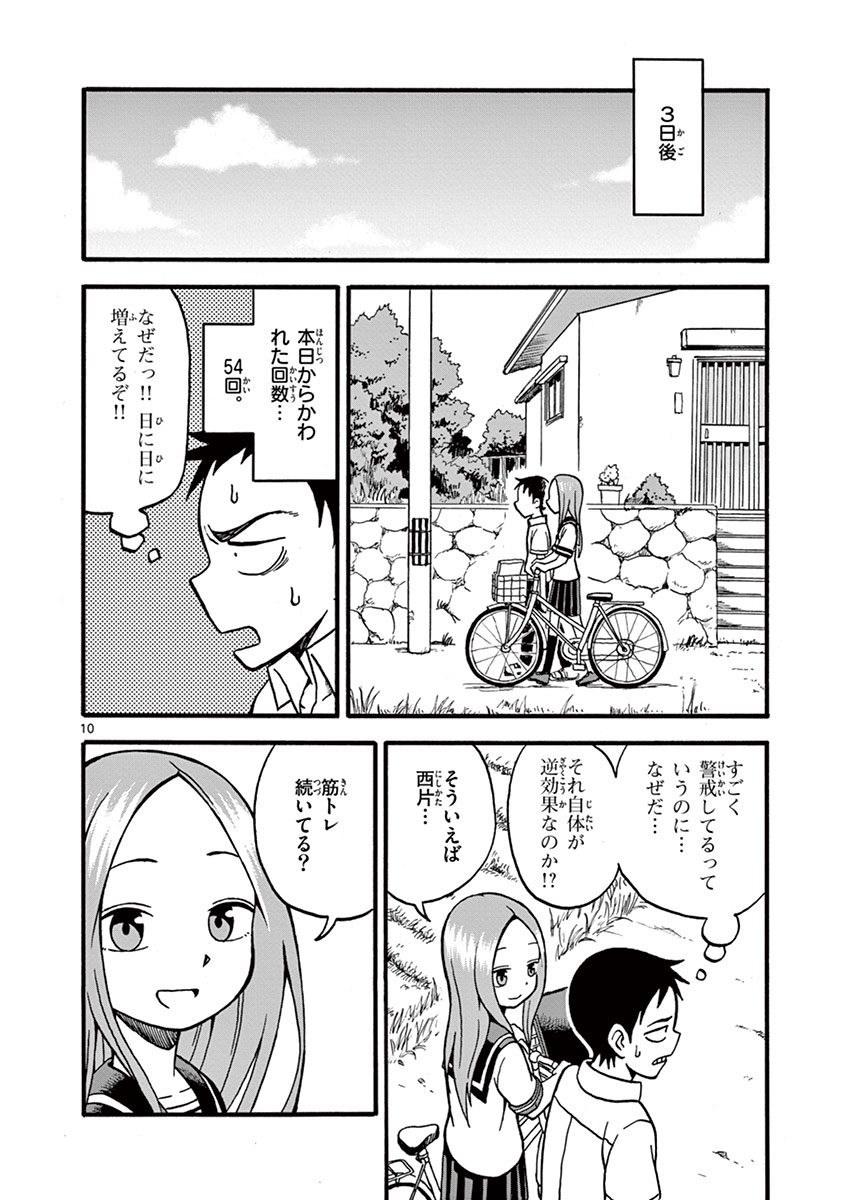 3日後
本日からかわ
れた回数…
54回。
なぜだっ!!日に日に
増えてるぞ!!
すごく
警戒してるって
いうのに…
なぜだ…
それ自体が
逆効果なのか!?
そういえば
西片…
筋トレ
続いてる?
10